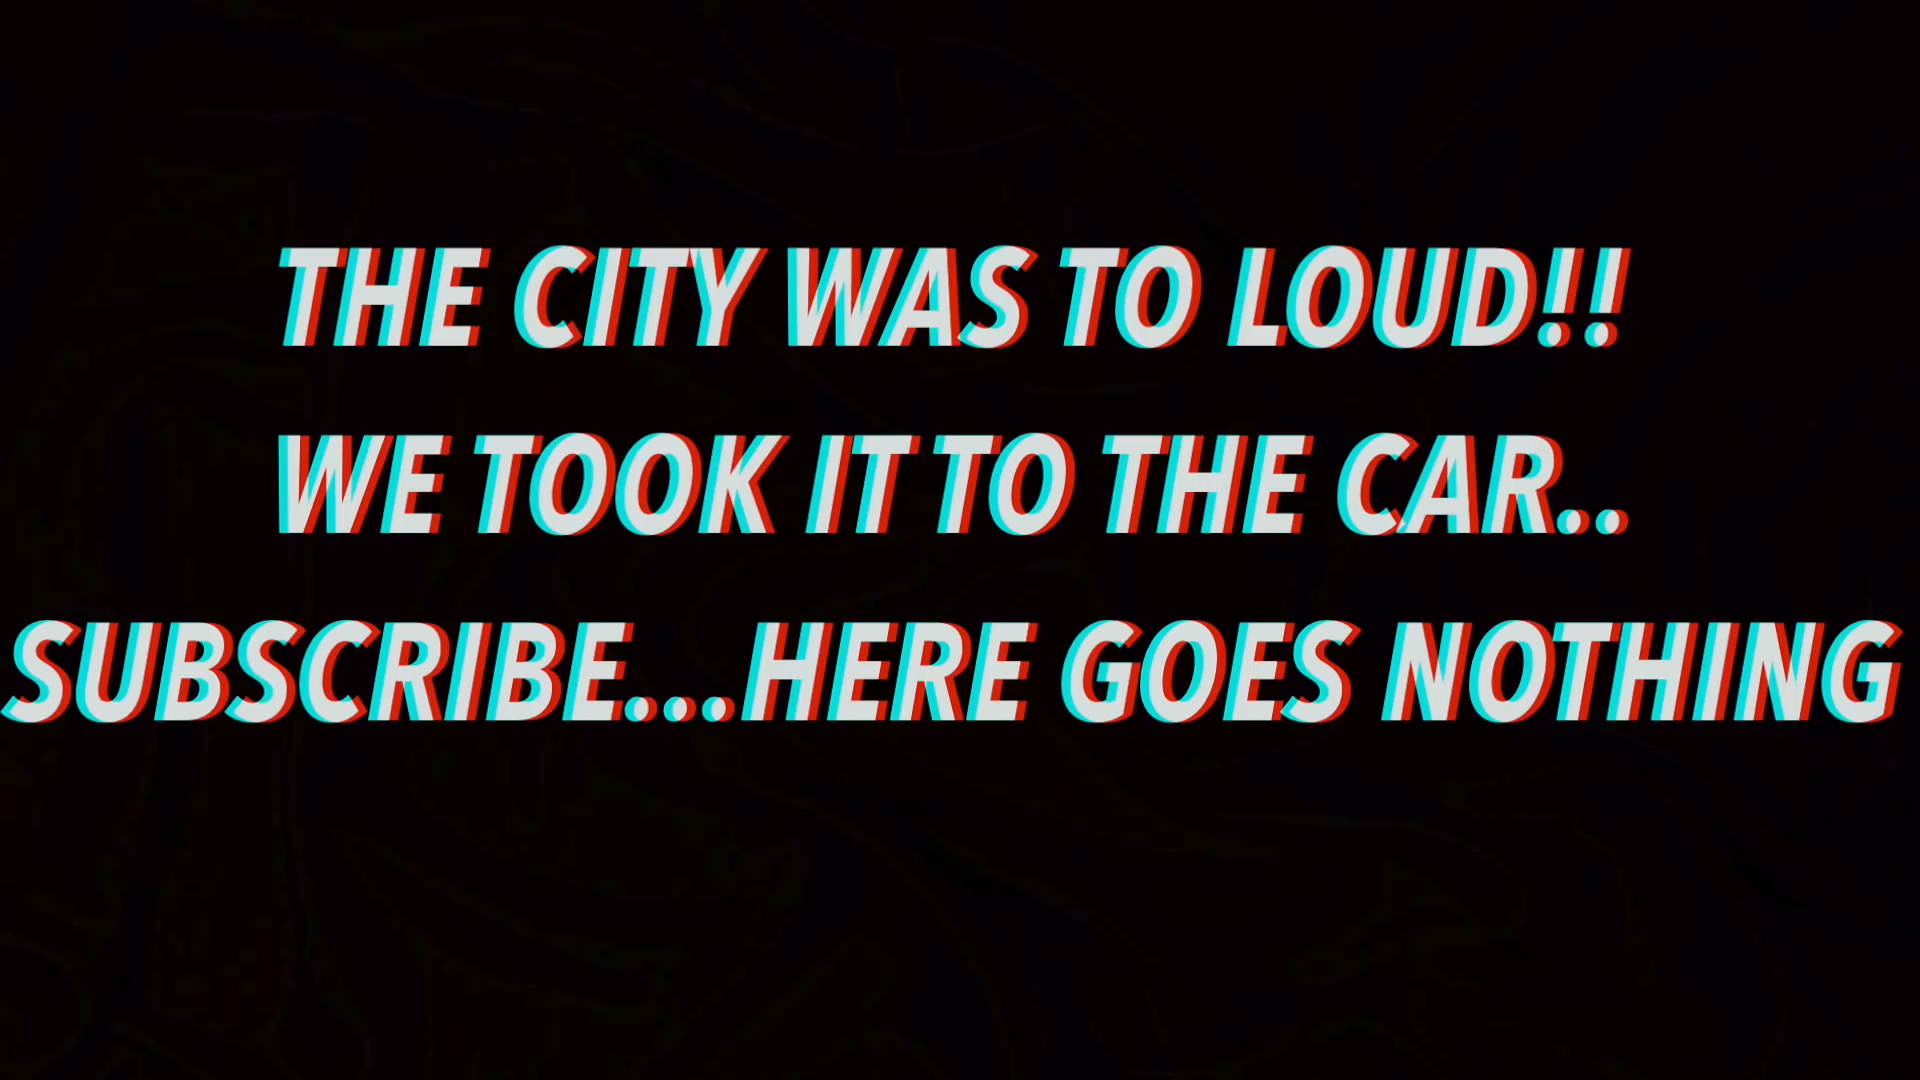 THE CITY WAS TO LOUD!!
WE TOOK IT TO THE CAR..
SUBSCRIBE...HERE GOES NOTHING